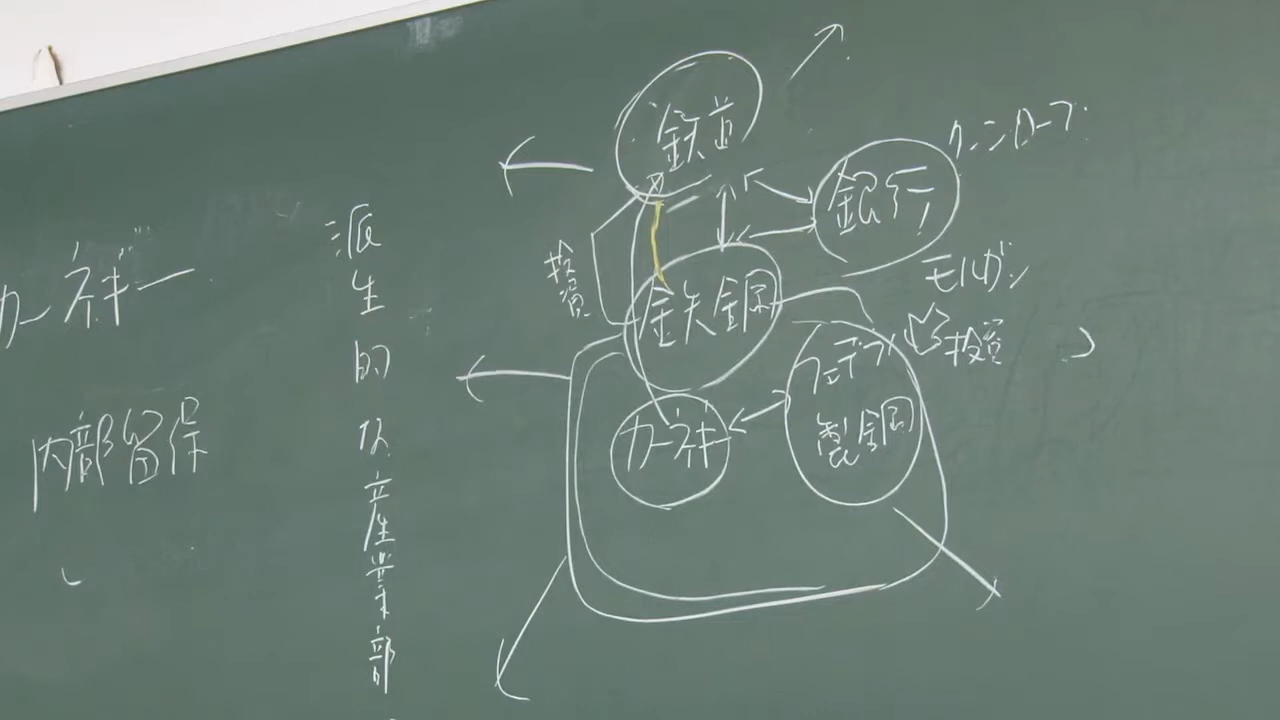 鉄道
クーンローブ
銀行
投資
鉄鋼
モルガン
投資
フェデラル
製鋼
カーネギー
派生的な産業部
カーネギー
内部留保